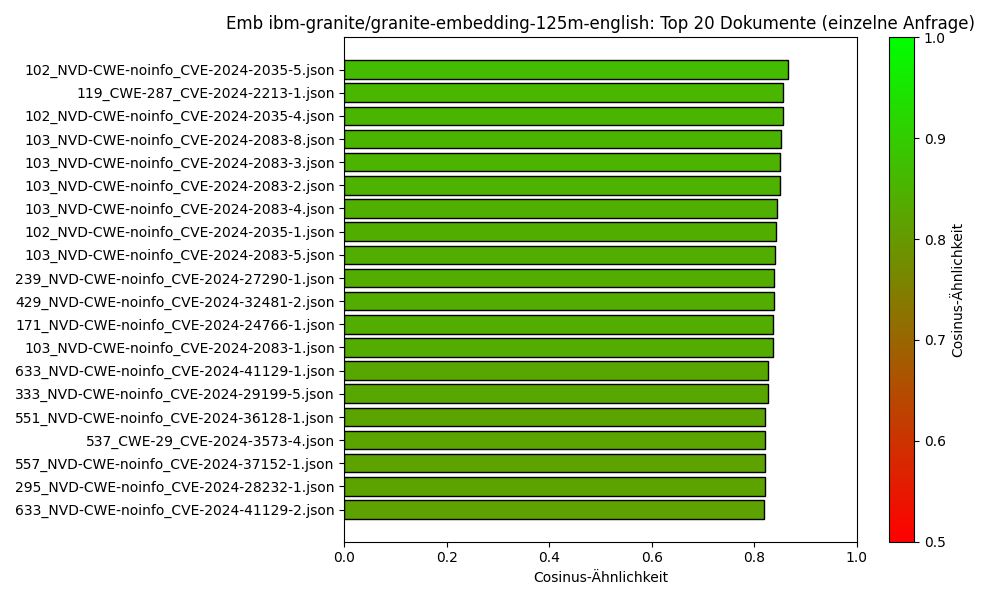 Emb ibm-granite/granite-embedding-125m-english: Top 20 Dokumente (einzelne Anfrage)
102_NVD-CWE-noinfo_CVE-2024-2035-5.json
119_CWE-287_CVE-2024-2213-1.json
102_NVD-CWE-noinfo_CVE-2024-2035-4.json
103_NVD-CWE-noinfo_CVE-2024-2083-8.json
103_NVD-CWE-noinfo_CVE-2024-2083-3.json
103_NVD-CWE-noinfo_CVE-2024-2083-2.json
103_NVD-CWE-noinfo_CVE-2024-2083-4.json
102_NVD-CWE-noinfo_CVE-2024-2035-1.json
103_NVD-CWE-noinfo_CVE-2024-2083-5.json
239_NVD-CWE-noinfo_CVE-2024-27290-1.json
429_NVD-CWE-noinfo_CVE-2024-32481-2.json
171_NVD-CWE-noinfo_CVE-2024-24766-1.json
103_NVD-CWE-noinfo_CVE-2024-2083-1.json
633_NVD-CWE-noinfo_CVE-2024-41129-1.json
333_NVD-CWE-noinfo_CVE-2024-29199-5.json
551_NVD-CWE-noinfo_CVE-2024-36128-1.json
537_CWE-29_CVE-2024-3573-4.json
557_NVD-CWE-noinfo_CVE-2024-37152-1.json
295_NVD-CWE-noinfo_CVE-2024-28232-1.json
633_NVD-CWE-noinfo_CVE-2024-41129-2.json
0.0 0.2 0.4 0.6 0.8 1.0
Cosinus-Ähnlichkeit
1.0
0.9
0.8
0.7
0.6
0.5
Cosinus-Ähnlichkeit